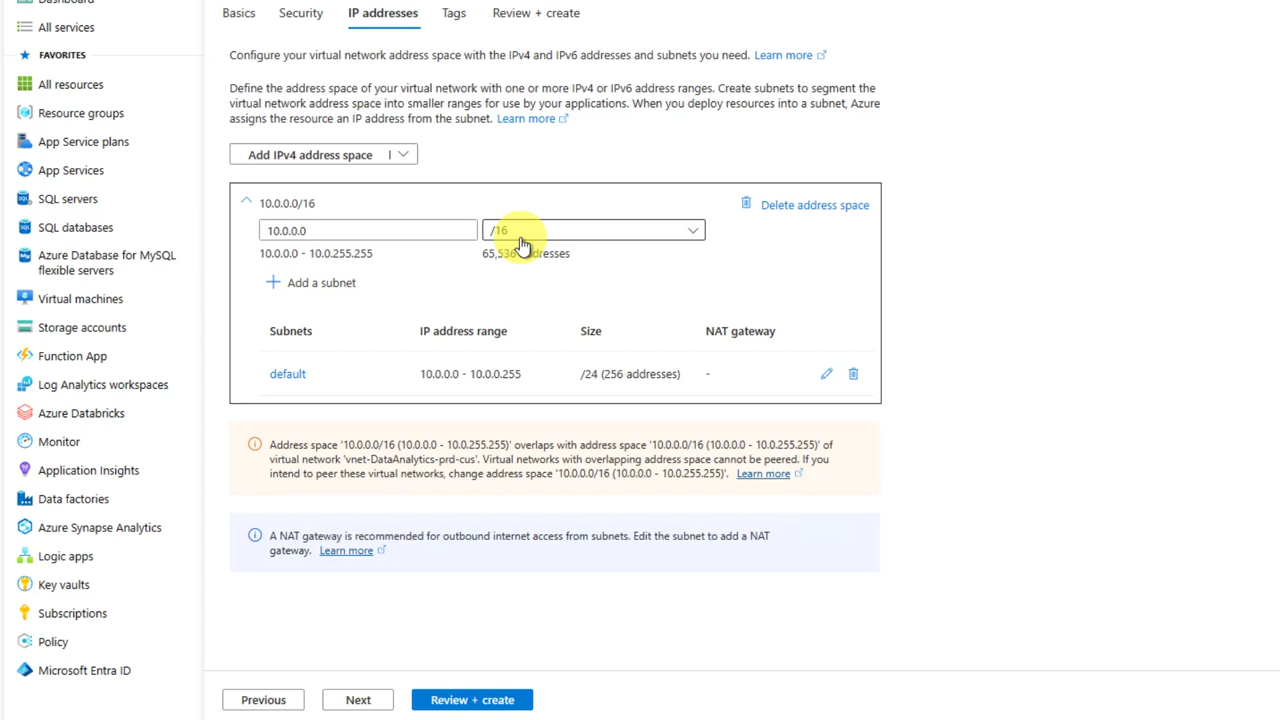 Dashboard
All services
FAVORITES
All resources
Resource groups
App Service plans
App Services
SQL servers
SQL databases
Azure Database for MySQL
flexible servers
Virtual machines
Storage accounts
Function App
Log Analytics workspaces
Azure Databricks
Monitor
Application Insights
Data factories
Azure Synapse Analytics
Logic apps
Key vaults
Subscriptions
Policy
Microsoft Entra ID
Basics Security IP addresses Tags Review + create
Configure your virtual network address space with the IPv4 and IPv6 addresses and subnets you need. Learn more
Define the address space of your virtual network with one or more IPv4 or IPv6 address ranges. Create subnets to segment the
virtual network address space into smaller ranges for use by your applications. When you deploy resources into a subnet, Azure
assigns the resource an IP address from the subnet. Learn more
Add IPv4 address space |
10.0.0.0/16 Delete address space
10.0.0.0 /16
10.0.0.0 - 10.0.255.255 65,536 addresses
+ Add a subnet
Subnets IP address range Size NAT gateway
default 10.0.0.0 - 10.0.0.255 /24 (256 addresses) -
Address space '10.0.0.0/16 (10.0.0.0 - 10.0.255.255)' overlaps with address space '10.0.0.0/16 (10.0.0.0 - 10.0.255.255)' of
virtual network 'vnet-DataAnalytics-prd-cus'. Virtual networks with overlapping address space cannot be peered. If you
intend to peer these virtual networks, change address space '10.0.0.0/16 (10.0.0.0 - 10.0.255.255)'. Learn more
A NAT gateway is recommended for outbound internet access from subnets. Edit the subnet to add a NAT
gateway. Learn more
Previous Next Review + create